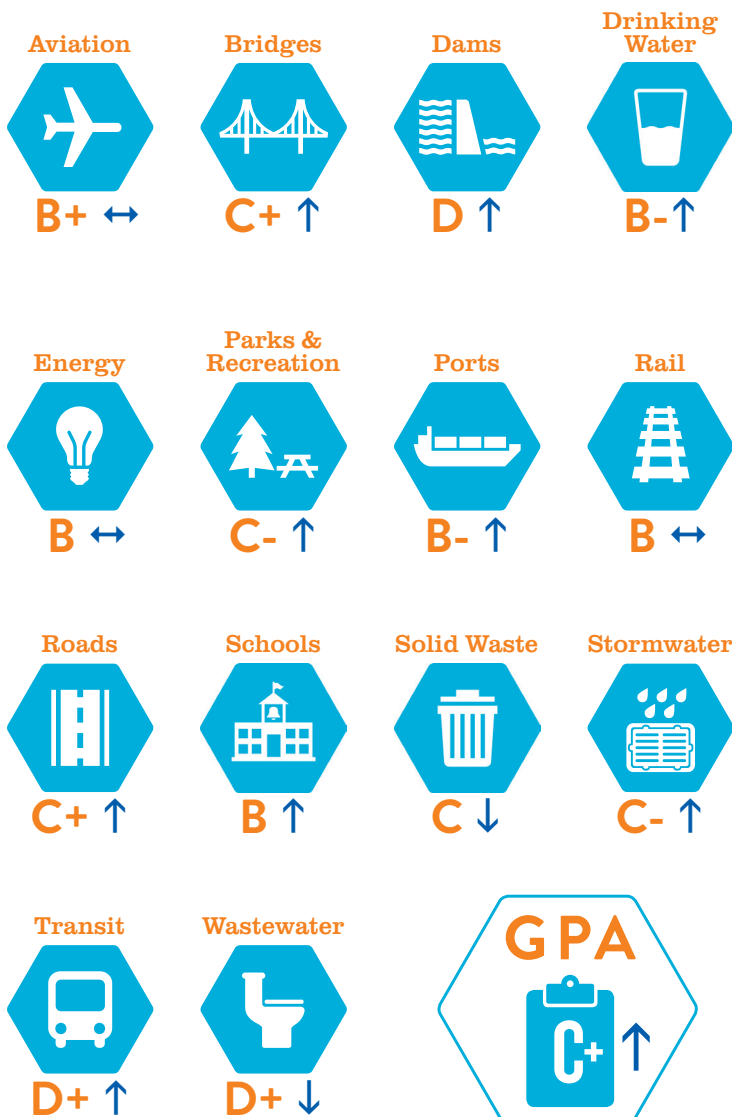 Aviation
Bridges
Dams
Drinking
Water
B+ ↔
C+ ↑
D ↑
B- ↑
Energy
Parks &
Recreation
Ports
Rail
B ↔
C- ↑
B- ↑
B ↔
Roads
Schools
Solid Waste
Stormwater
C+ ↑
B ↑
C ↓
C- ↑
Transit
Wastewater
D+ ↑
D+ ↓
GPA
C+ ↑